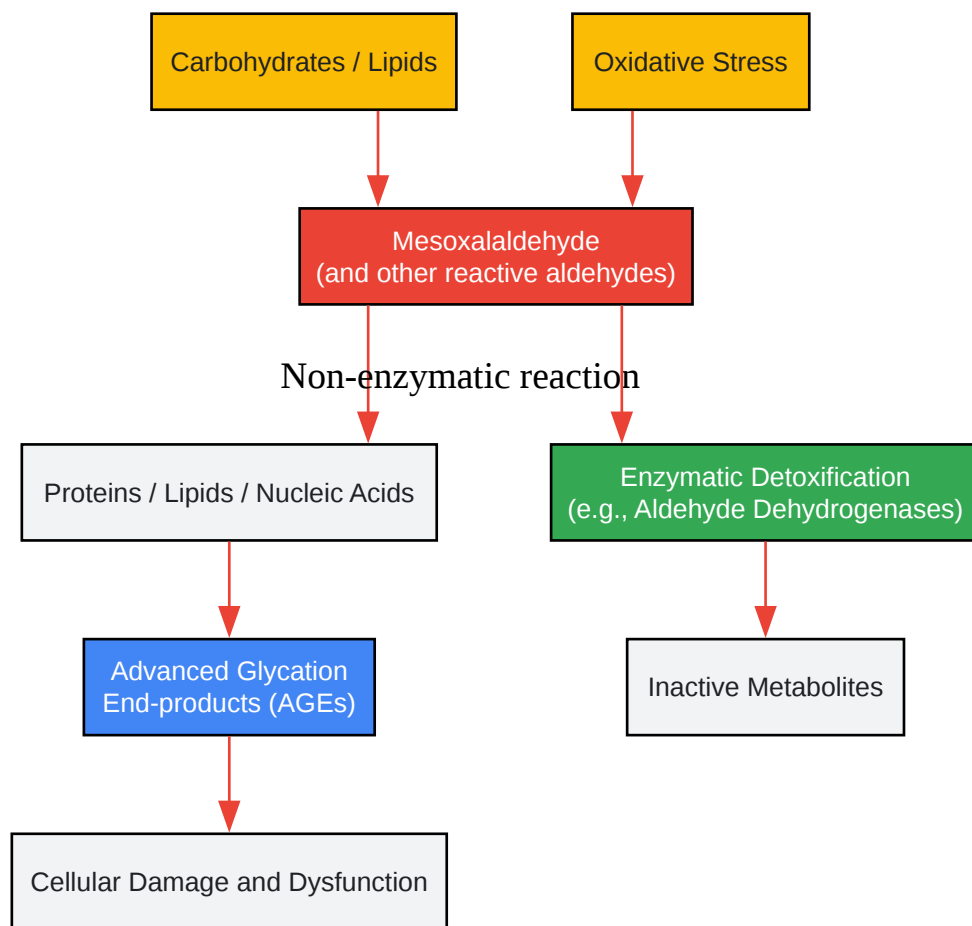 Carbohydrates / Lipids
Oxidative Stress
Mesoxalaldehyde
(and other reactive aldehydes)
Non-enzymatic reaction
Proteins / Lipids / Nucleic Acids
Enzymatic Detoxification
(e.g., Aldehyde Dehydrogenases)
Advanced Glycation
End-products (AGEs)
Inactive Metabolites
Cellular Damage and Dysfunction